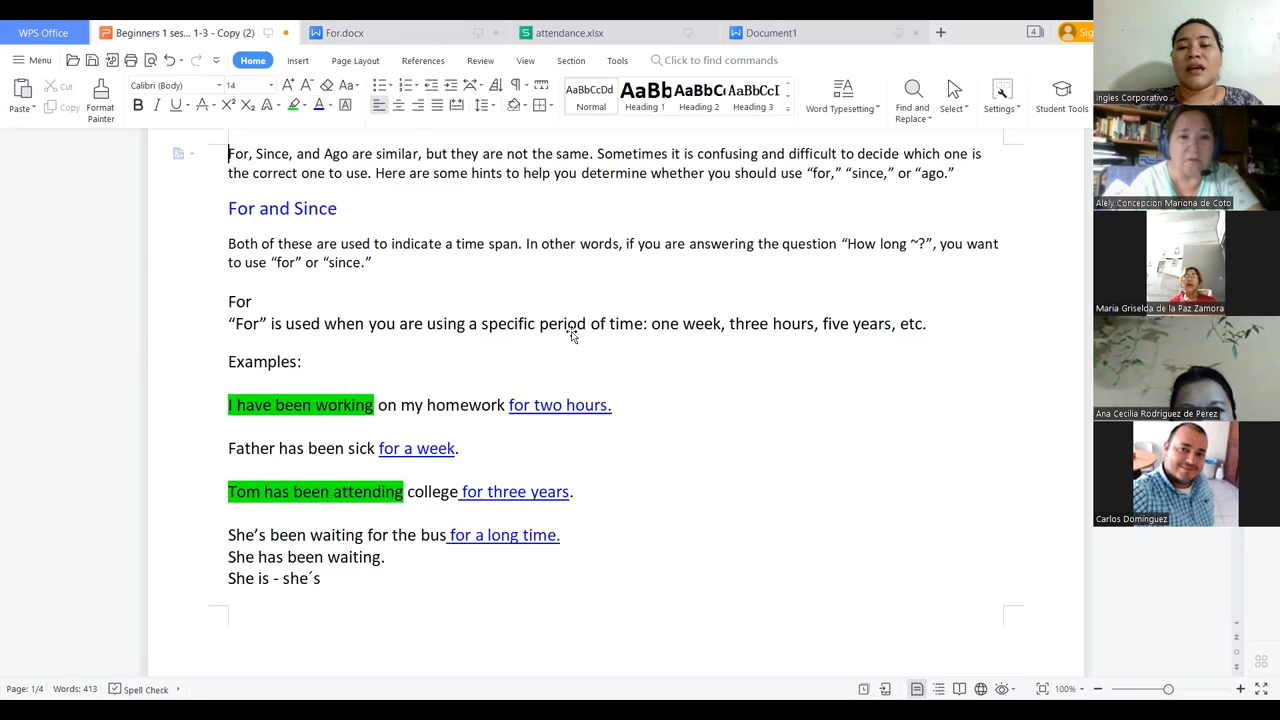 WPS Office
Beginners 1 ses... 1-3 - Copy (2)
For.docx
attendance.xlsx
Document1
Sig
Menu
Home
Insert
Page Layout
References
Review
View
Section
Tools
Click to find commands
Paste
Cut
Copy
Format
Painter
Calibri (Body)
14
AaBbCcDd
Normal
AaBb
Heading 1
AaBbC
Heading 2
AaBbCcI
Heading 3
Word Typesetting
Find and
Replace
Select
Settings
Student Tools
For, Since, and Ago are similar, but they are not the same. Sometimes it is confusing and difficult to decide which one is
the correct one to use. Here are some hints to help you determine whether you should use “for,” “since,” or “ago.”
For and Since
Both of these are used to indicate a time span. In other words, if you are answering the question “How long ~?”, you want
to use “for” or “since.”
For
“For” is used when you are using a specific period of time: one week, three hours, five years, etc.
Examples:
I have been working on my homework for two hours.
Father has been sick for a week.
Tom has been attending college for three years.
She’s been waiting for the bus for a long time.
She has been waiting.
She is - she´s
Page: 1/4
Words: 413
Spell Check
100%
Ingles Corporativo
Alely Concepcion Mariona de Coto
Maria Griselda de la Paz Zamora
Ana Cecilia Rodriguez de Perez
Carlos Domínguez